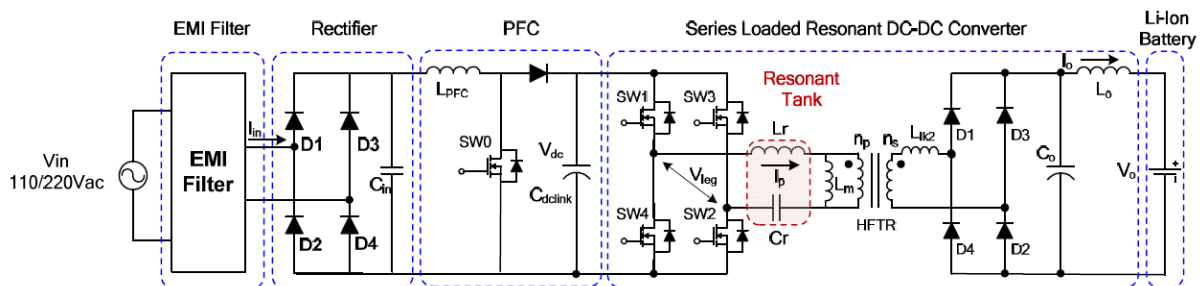 EMI Filter
Rectifier
PFC
Series Loaded Resonant DC-DC Converter
Li-Ion
Battery
Vin
110/220Vac
EMI
Filter
Iin
D1
D3
D2
D4
Cin
LPFC
SW0
Vdc
Cdclink
SW1
SW3
SW4
SW2
Vleg
Resonant
Tank
Lr
Ip
Cr
Lm
np
ns
HFTR
Llk2
D1
D3
D4
D2
Co
Io
Lo
Vo
+